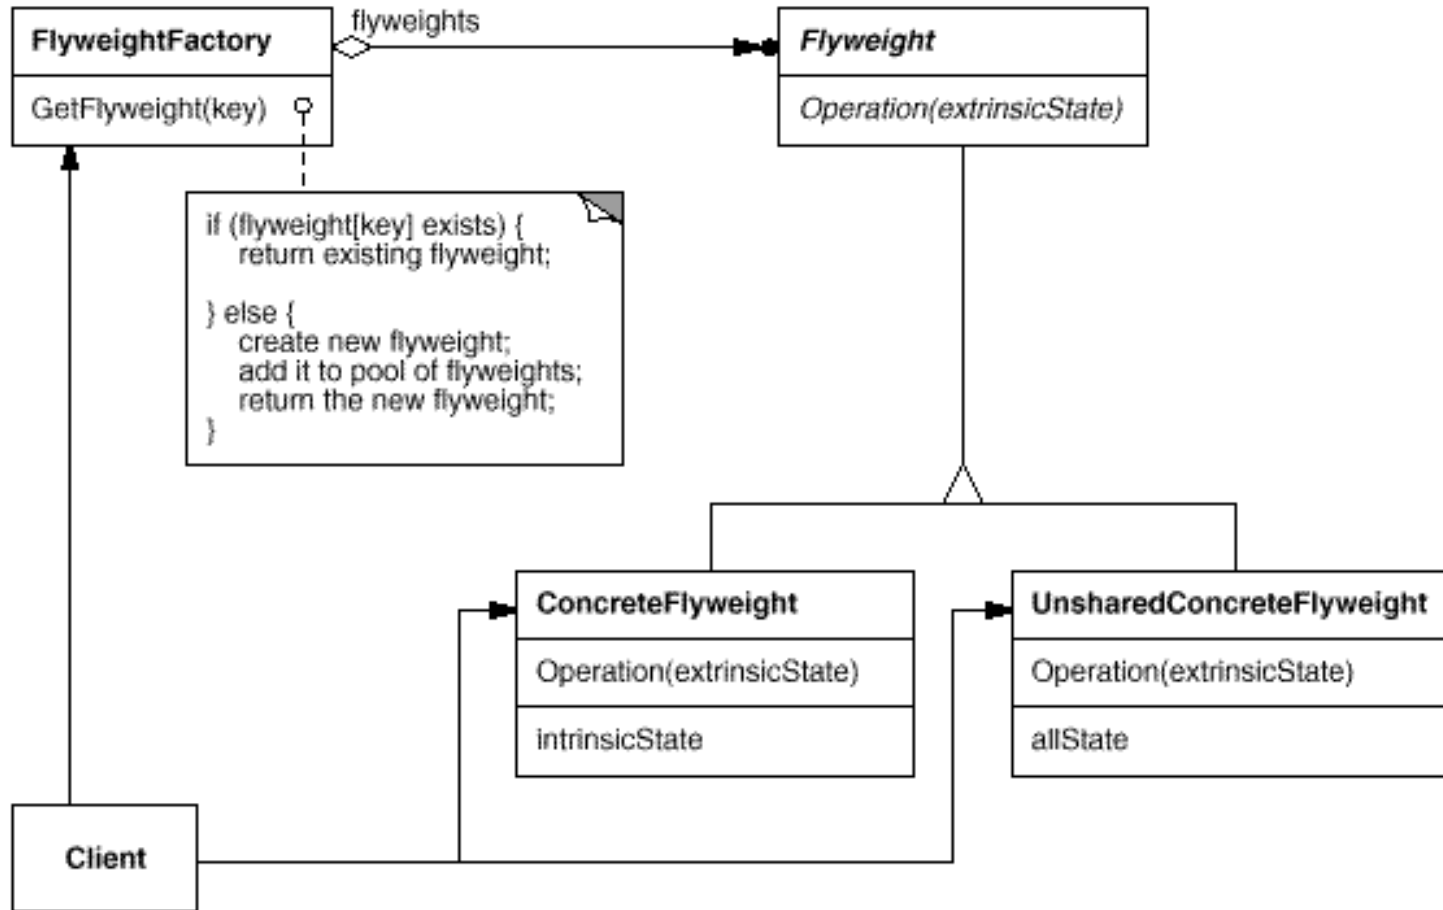 flyweights
FlyweightFactory
GetFlyweight(key)
Flyweight
Operation(extrinsicState)
if (flyweight[key] exists) {
return existing flyweight;
} else {
create new flyweight;
add it to pool of flyweights;
return the new flyweight;
}
ConcreteFlyweight
Operation(extrinsicState)
intrinsicState
UnsharedConcreteFlyweight
Operation(extrinsicState)
allState
Client